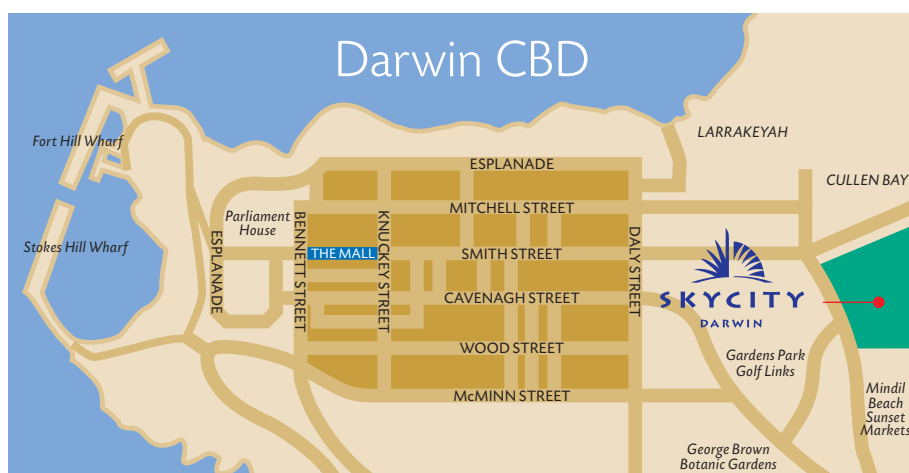 Darwin CBD
Fort Hill Wharf
LARRAKEYAH
ESPLANADE
CULLEN BAY
MITCHELL STREET
Parliament
House
Stokes Hill Wharf
ESPLANADE
BENNETT STREET
THE MALL
KNUCKEY STREET
SMITH STREET
DALY STREET
SKYCITY
DARWIN
CAVENAGH STREET
WOOD STREET
Gardens Park
Golf Links
McMINN STREET
Mindil
Beach
Sunset
Markets
George Brown
Botanic Gardens